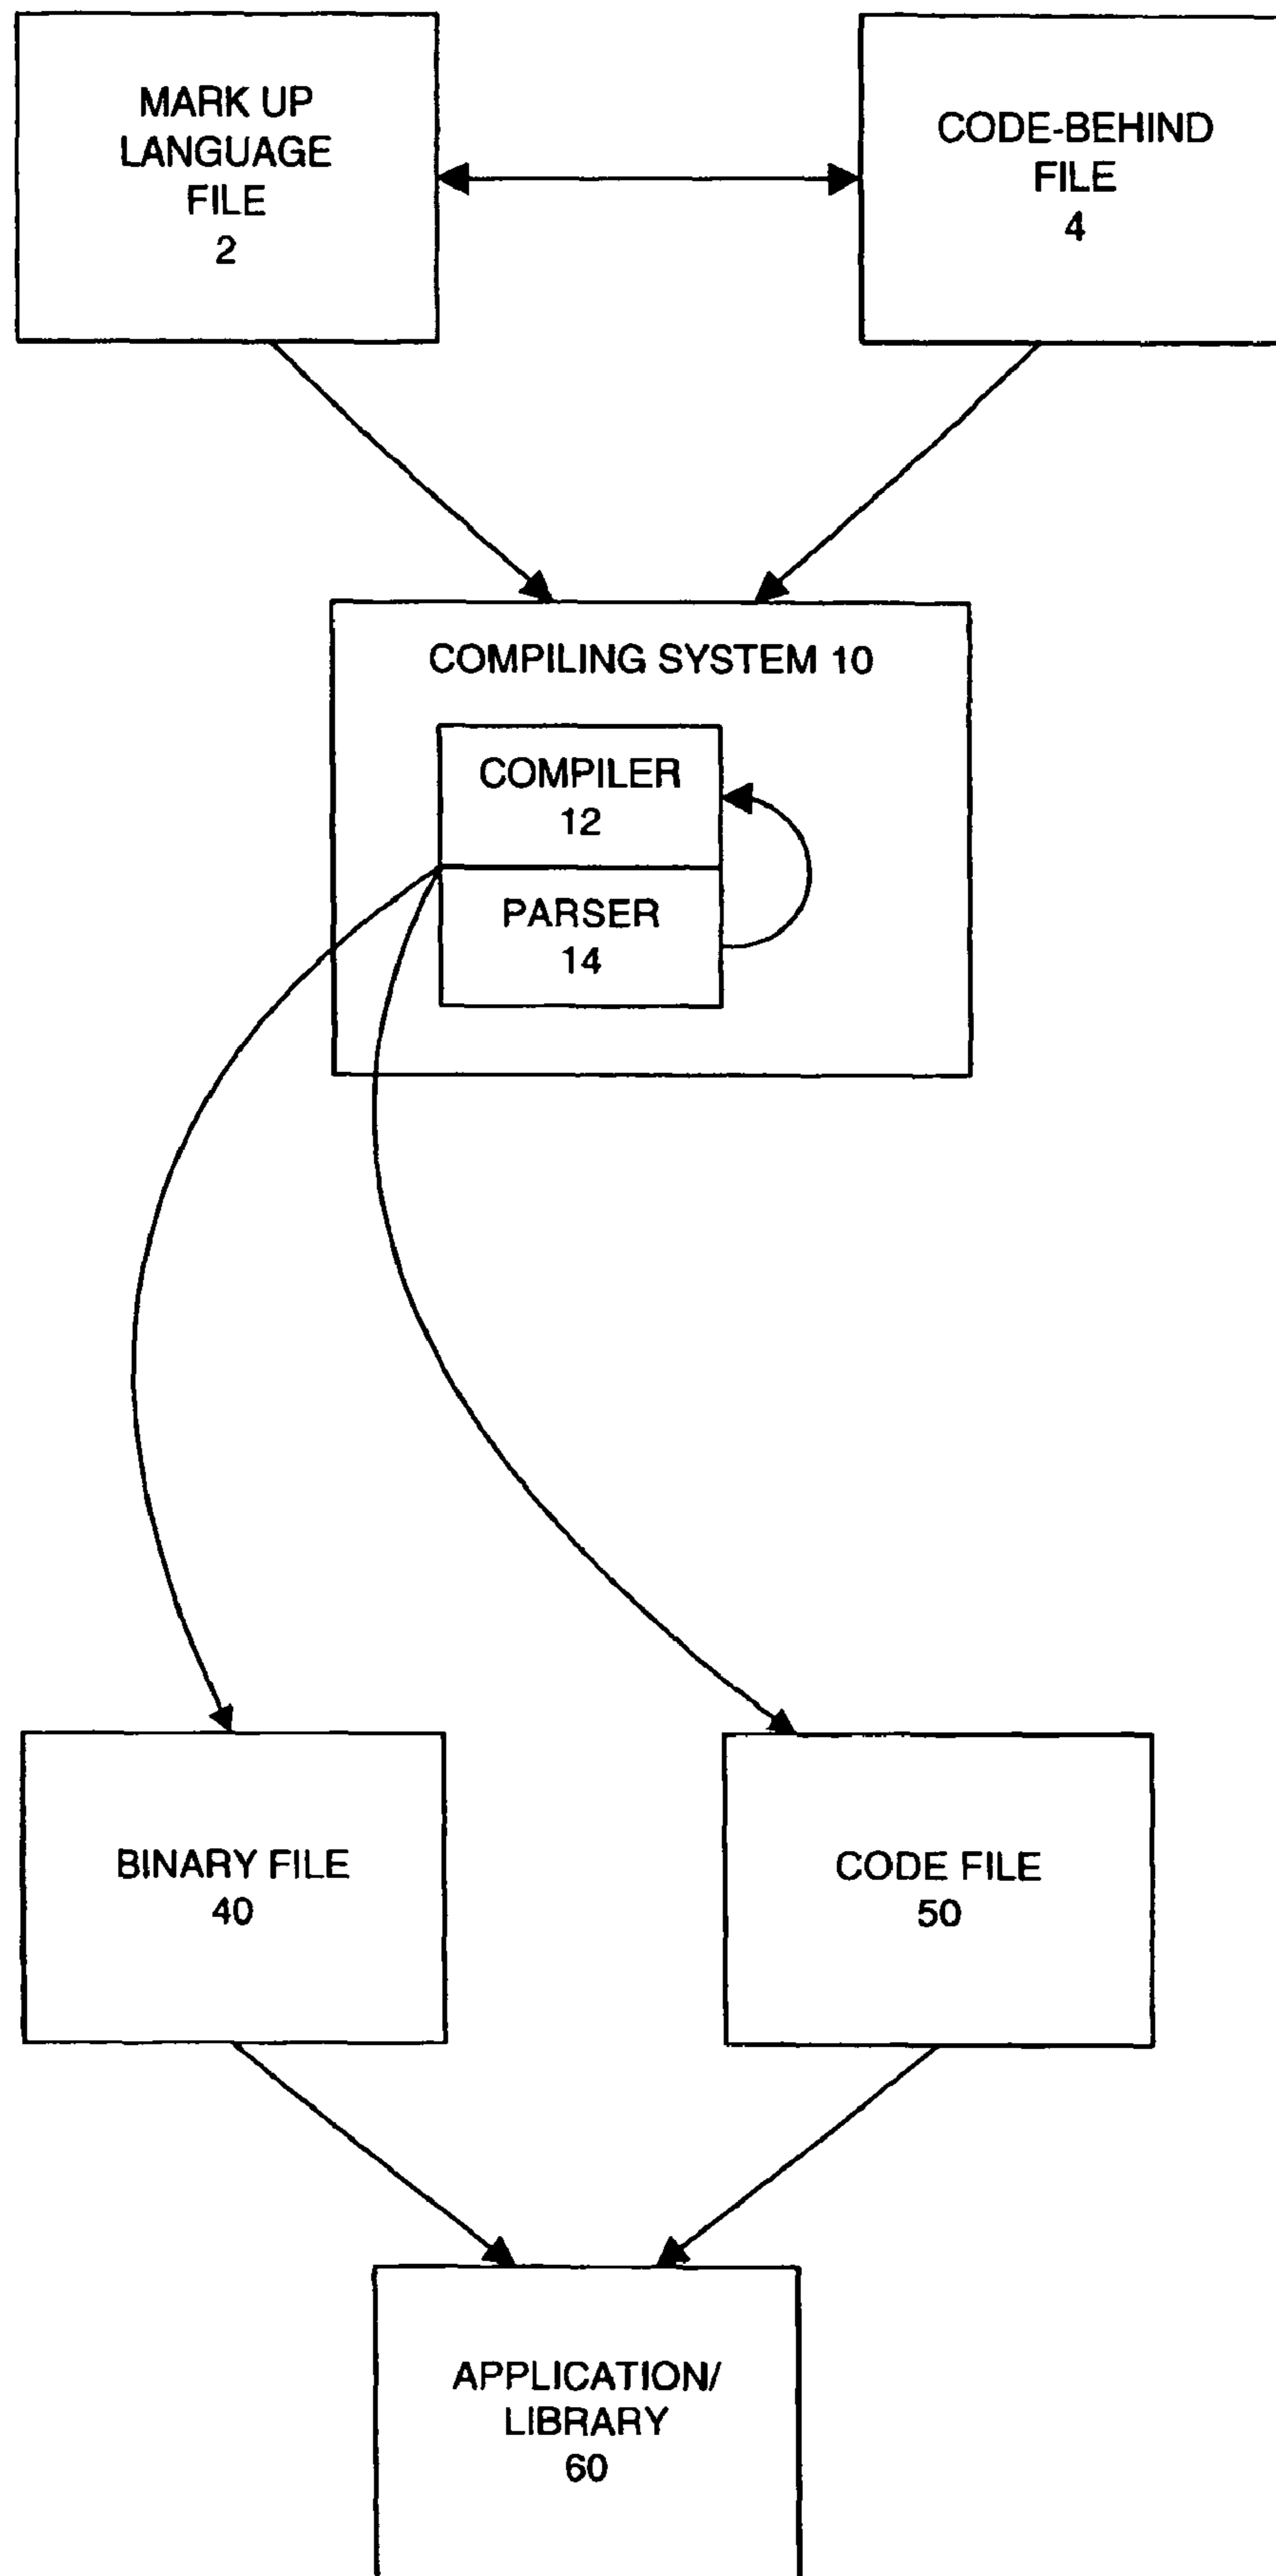 MARK UP
LANGUAGE
FILE
2
CODE-BEHIND
FILE
4
COMPILING SYSTEM 10
COMPILER
12
PARSER
14
BINARY FILE
40
CODE FILE
50
APPLICATION/
LIBRARY
60